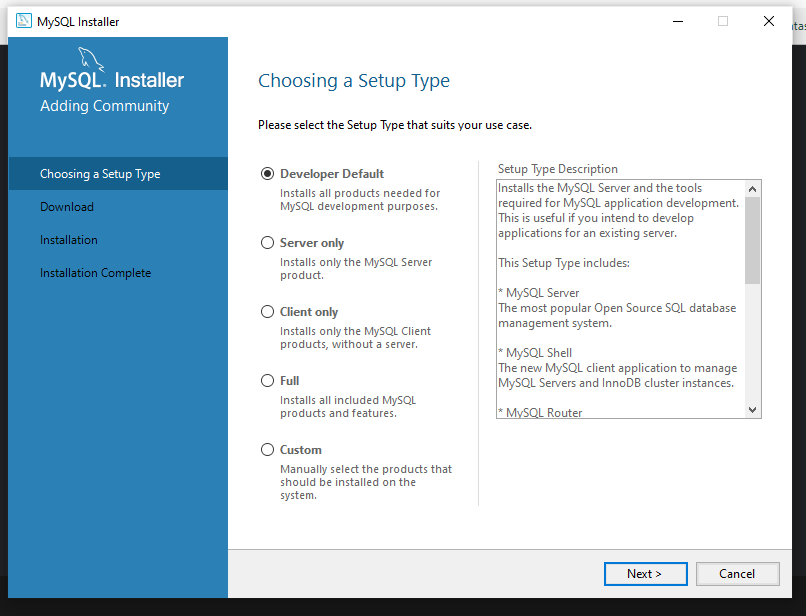 MySQL Installer
MySQL. Installer
Adding Community
Choosing a Setup Type
Download
Installation
Installation Complete
Choosing a Setup Type
Please select the Setup Type that suits your use case.
Developer Default
Installs all products needed for
MySQL development purposes.
Server only
Installs only the MySQL Server
product.
Client only
Installs only the MySQL Client
products, without a server.
Full
Installs all included MySQL
products and features.
Custom
Manually select the products that
should be installed on the
system.
Setup Type Description
Installs the MySQL Server and the tools
required for MySQL application development.
This is useful if you intend to develop
applications for an existing server.
This Setup Type includes:
* MySQL Server
The most popular Open Source SQL database
management system.
* MySQL Shell
The new MySQL client application to manage
MySQL Servers and InnoDB cluster instances.
* MySQL Router
Next >
Cancel